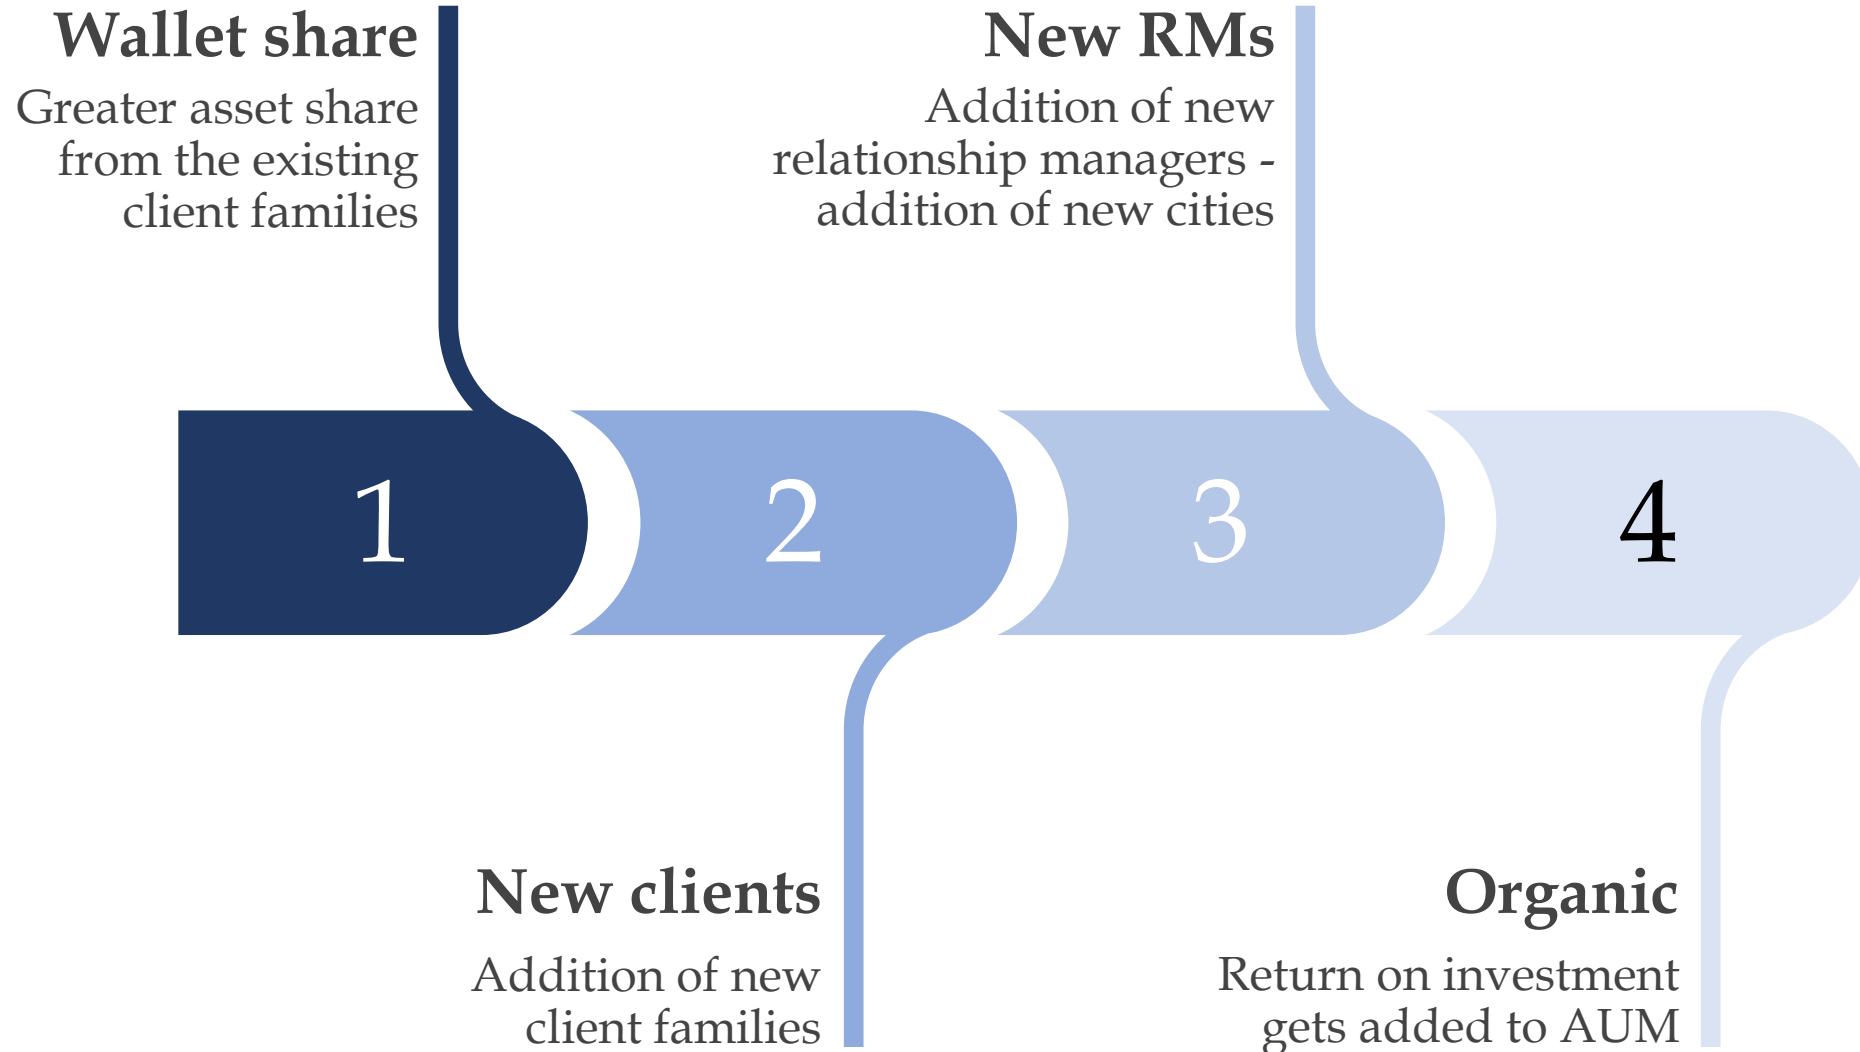 Wallet share
Greater asset share
from the existing
client families
New RMs
Addition of new
relationship managers -
addition of new cities
1
2
3
4
New clients
Addition of new
client families
Organic
Return on investment
gets added to AUM